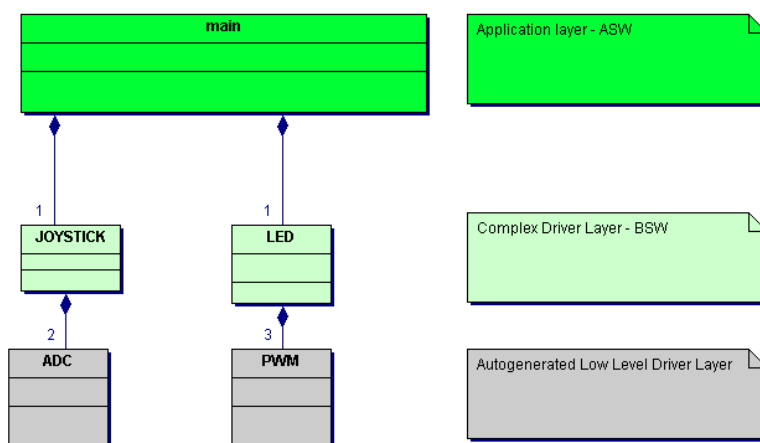 main
Application layer - ASW
1
1
JOYSTICK
LED
Complex Driver Layer - BSW
2
3
ADC
PWM
Autogenerated Low Level Driver Layer